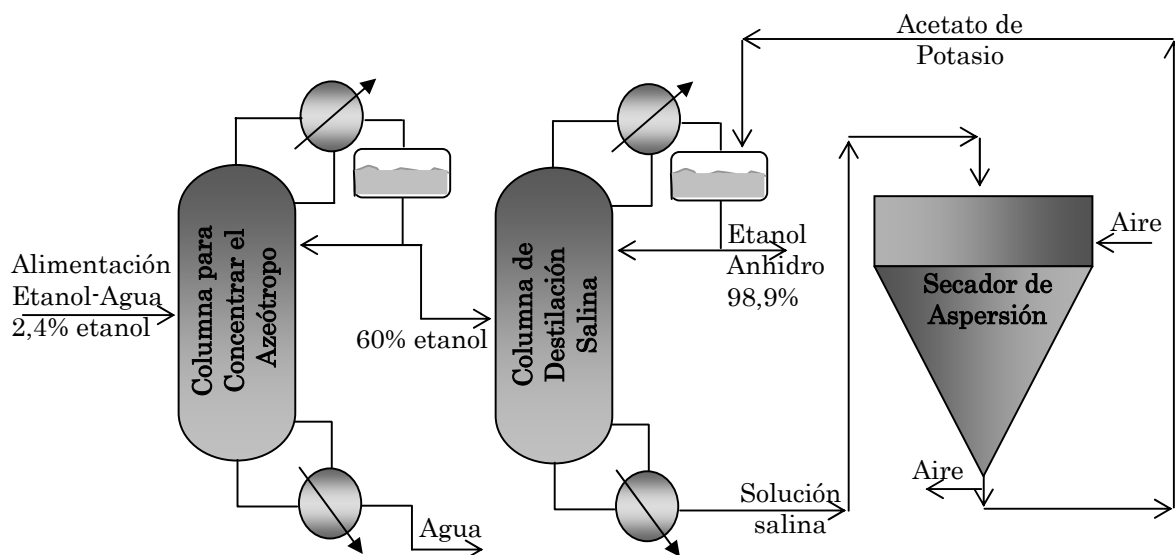 Acetato de
Potasio
Alimentación
Etanol-Agua
2,4% etanol
Columna para
Concentrar el
Azeótropo
60% etanol
Columna de
Destilación
Salina
Etanol
Anhidro
98,9%
Aire
Secador de
Aspersión
Aire
Solución
salina
Agua